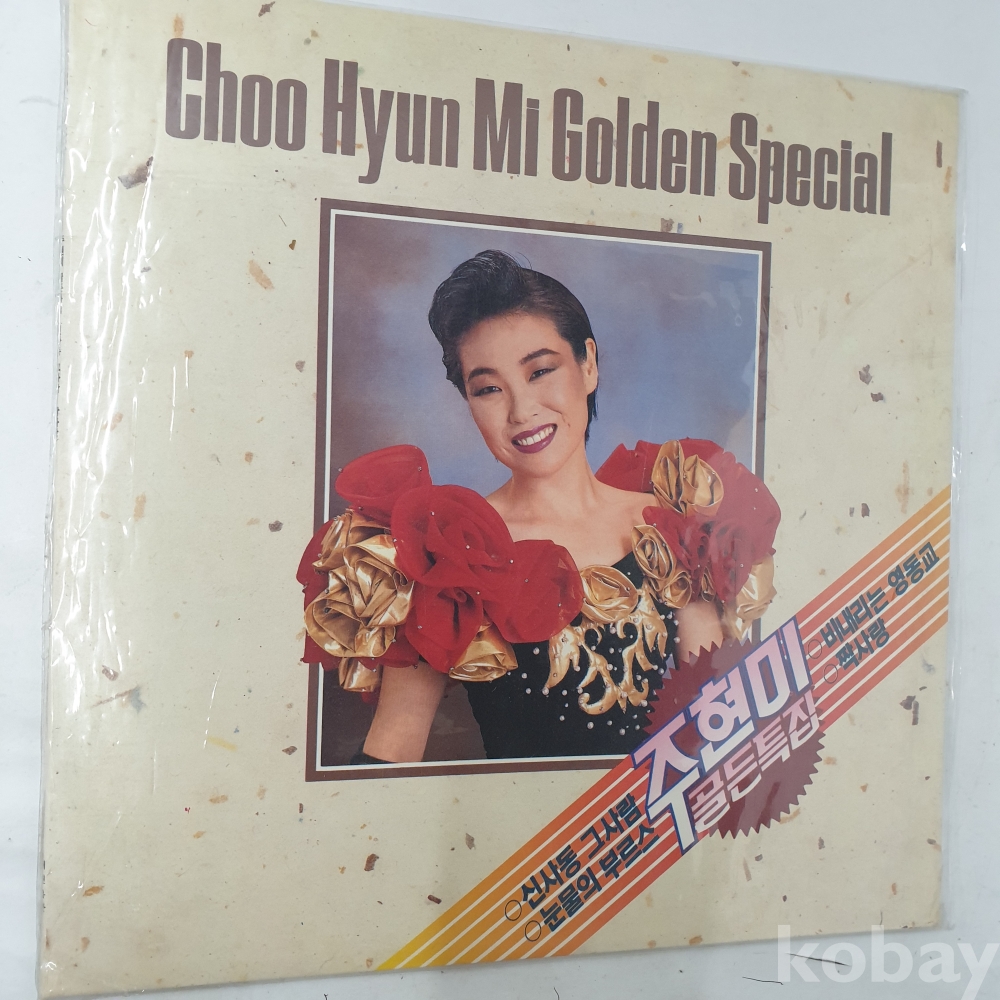 Choo Hyun Mi Golden Special
주현미
골든특집
○비내리는 영동교
○짝사랑
○신사동 그사람
○눈물의 부르스
kobay